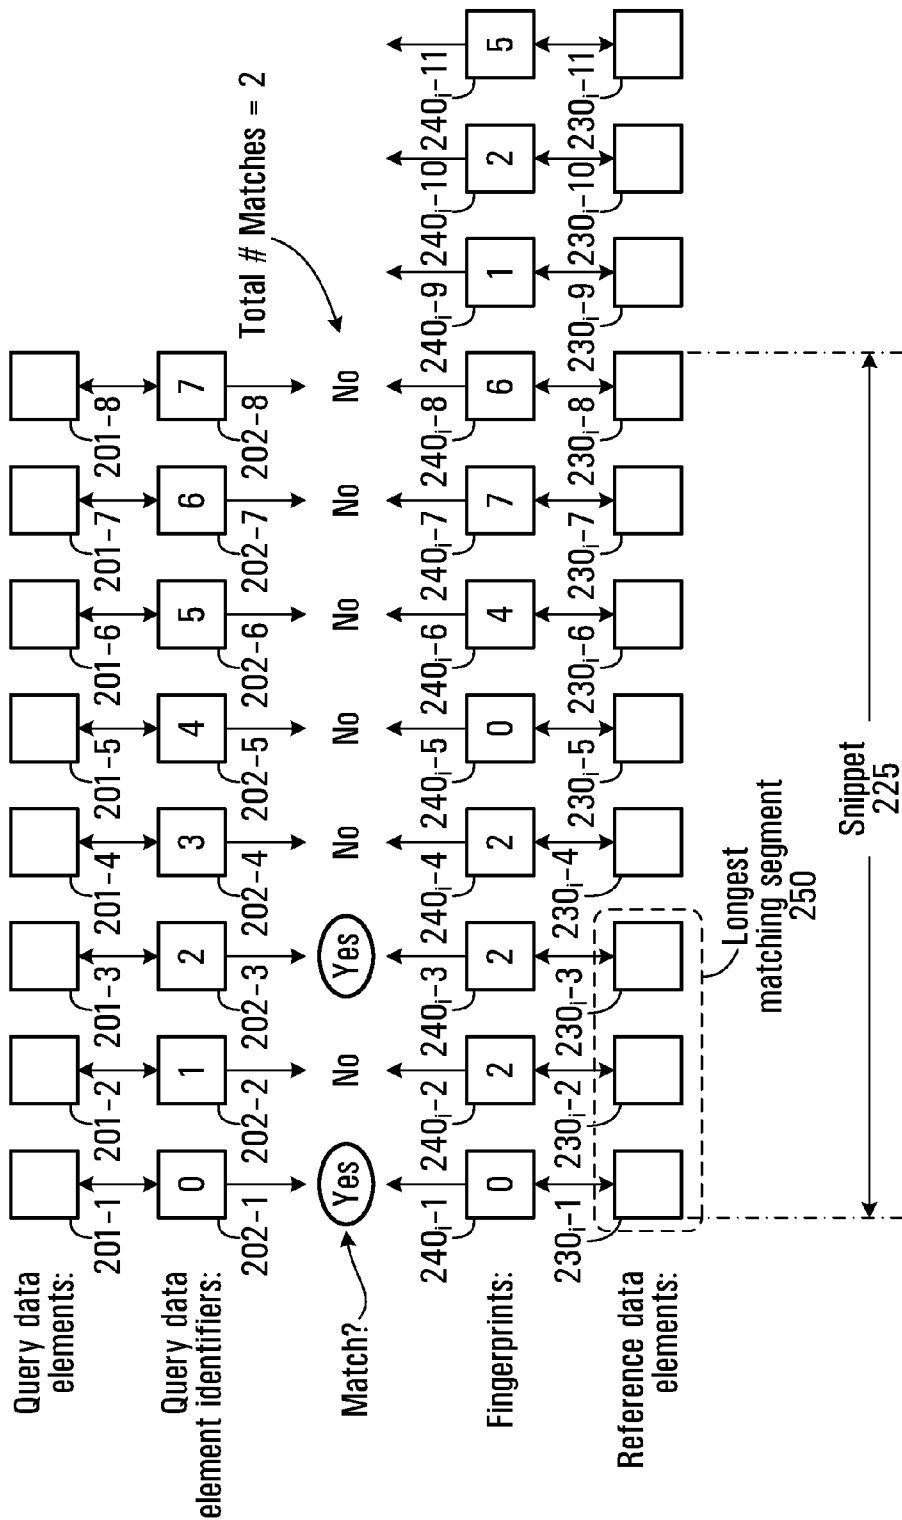 Query data
elements:
201-1
201-2
201-3
201-4
201-5
201-6
201-7
201-8
Query data
element identifiers:
0
1
2
3
4
5
6
7
202-1
202-2
202-3
202-4
202-5
202-6
202-7
202-8
Total # Matches = 2
Match?
Yes
No
Yes
No
No
No
No
No
240i-1
240i-2
240i-3
240i-4
240i-5
240i-6
240i-7
240i-8
240i-9
240i-10
240i-11
Fingerprints:
0
2
2
2
0
4
7
6
1
2
5
230i-1
230i-2
230i-3
230i-4
230i-5
230i-6
230i-7
230i-8
230i-9
230i-10
230i-11
Reference data
elements:
Longest
matching segment
250
Snippet
225